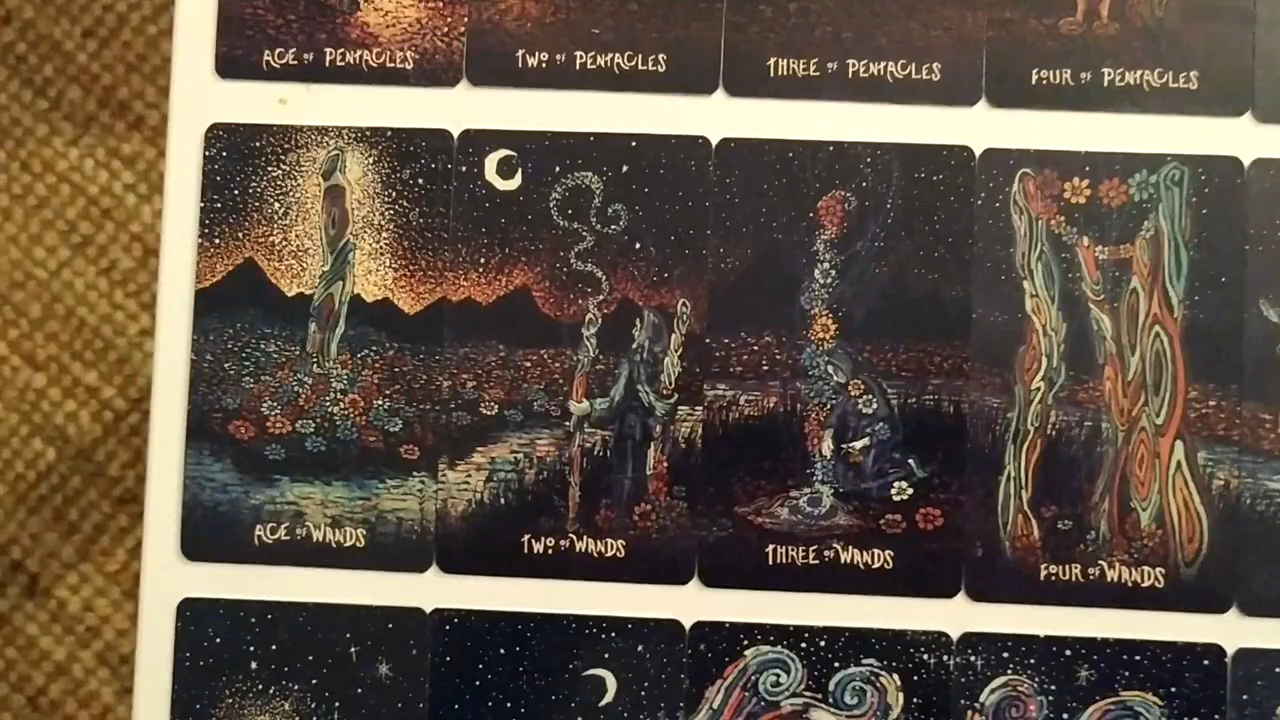 ACE OF PENTACLES
TWO OF PENTACLES
THREE OF PENTACLES
FOUR OF PENTACLES
ACE OF WANDS
TWO OF WANDS
THREE OF WANDS
FOUR OF WANDS